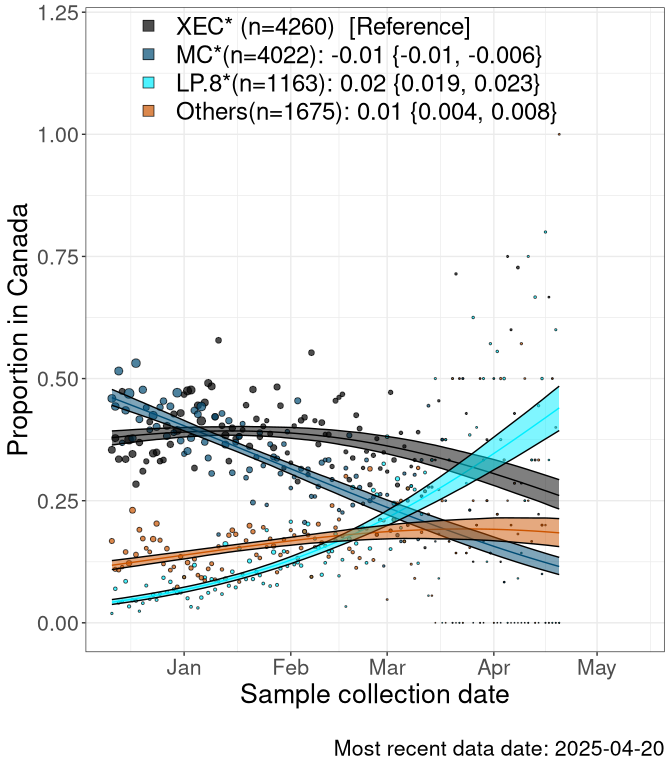 XEC* (n=4260) [Reference]
MC*(n=4022): -0.01 {-0.01, -0.006}
LP.8*(n=1163): 0.02 {0.019, 0.023}
Others(n=1675): 0.01 {0.004, 0.008}
1.25
1.00
0.75
0.50
0.25
0.00
Proportion in Canada
Jan Feb Mar Apr May
Sample collection date
Most recent data date: 2025-04-20